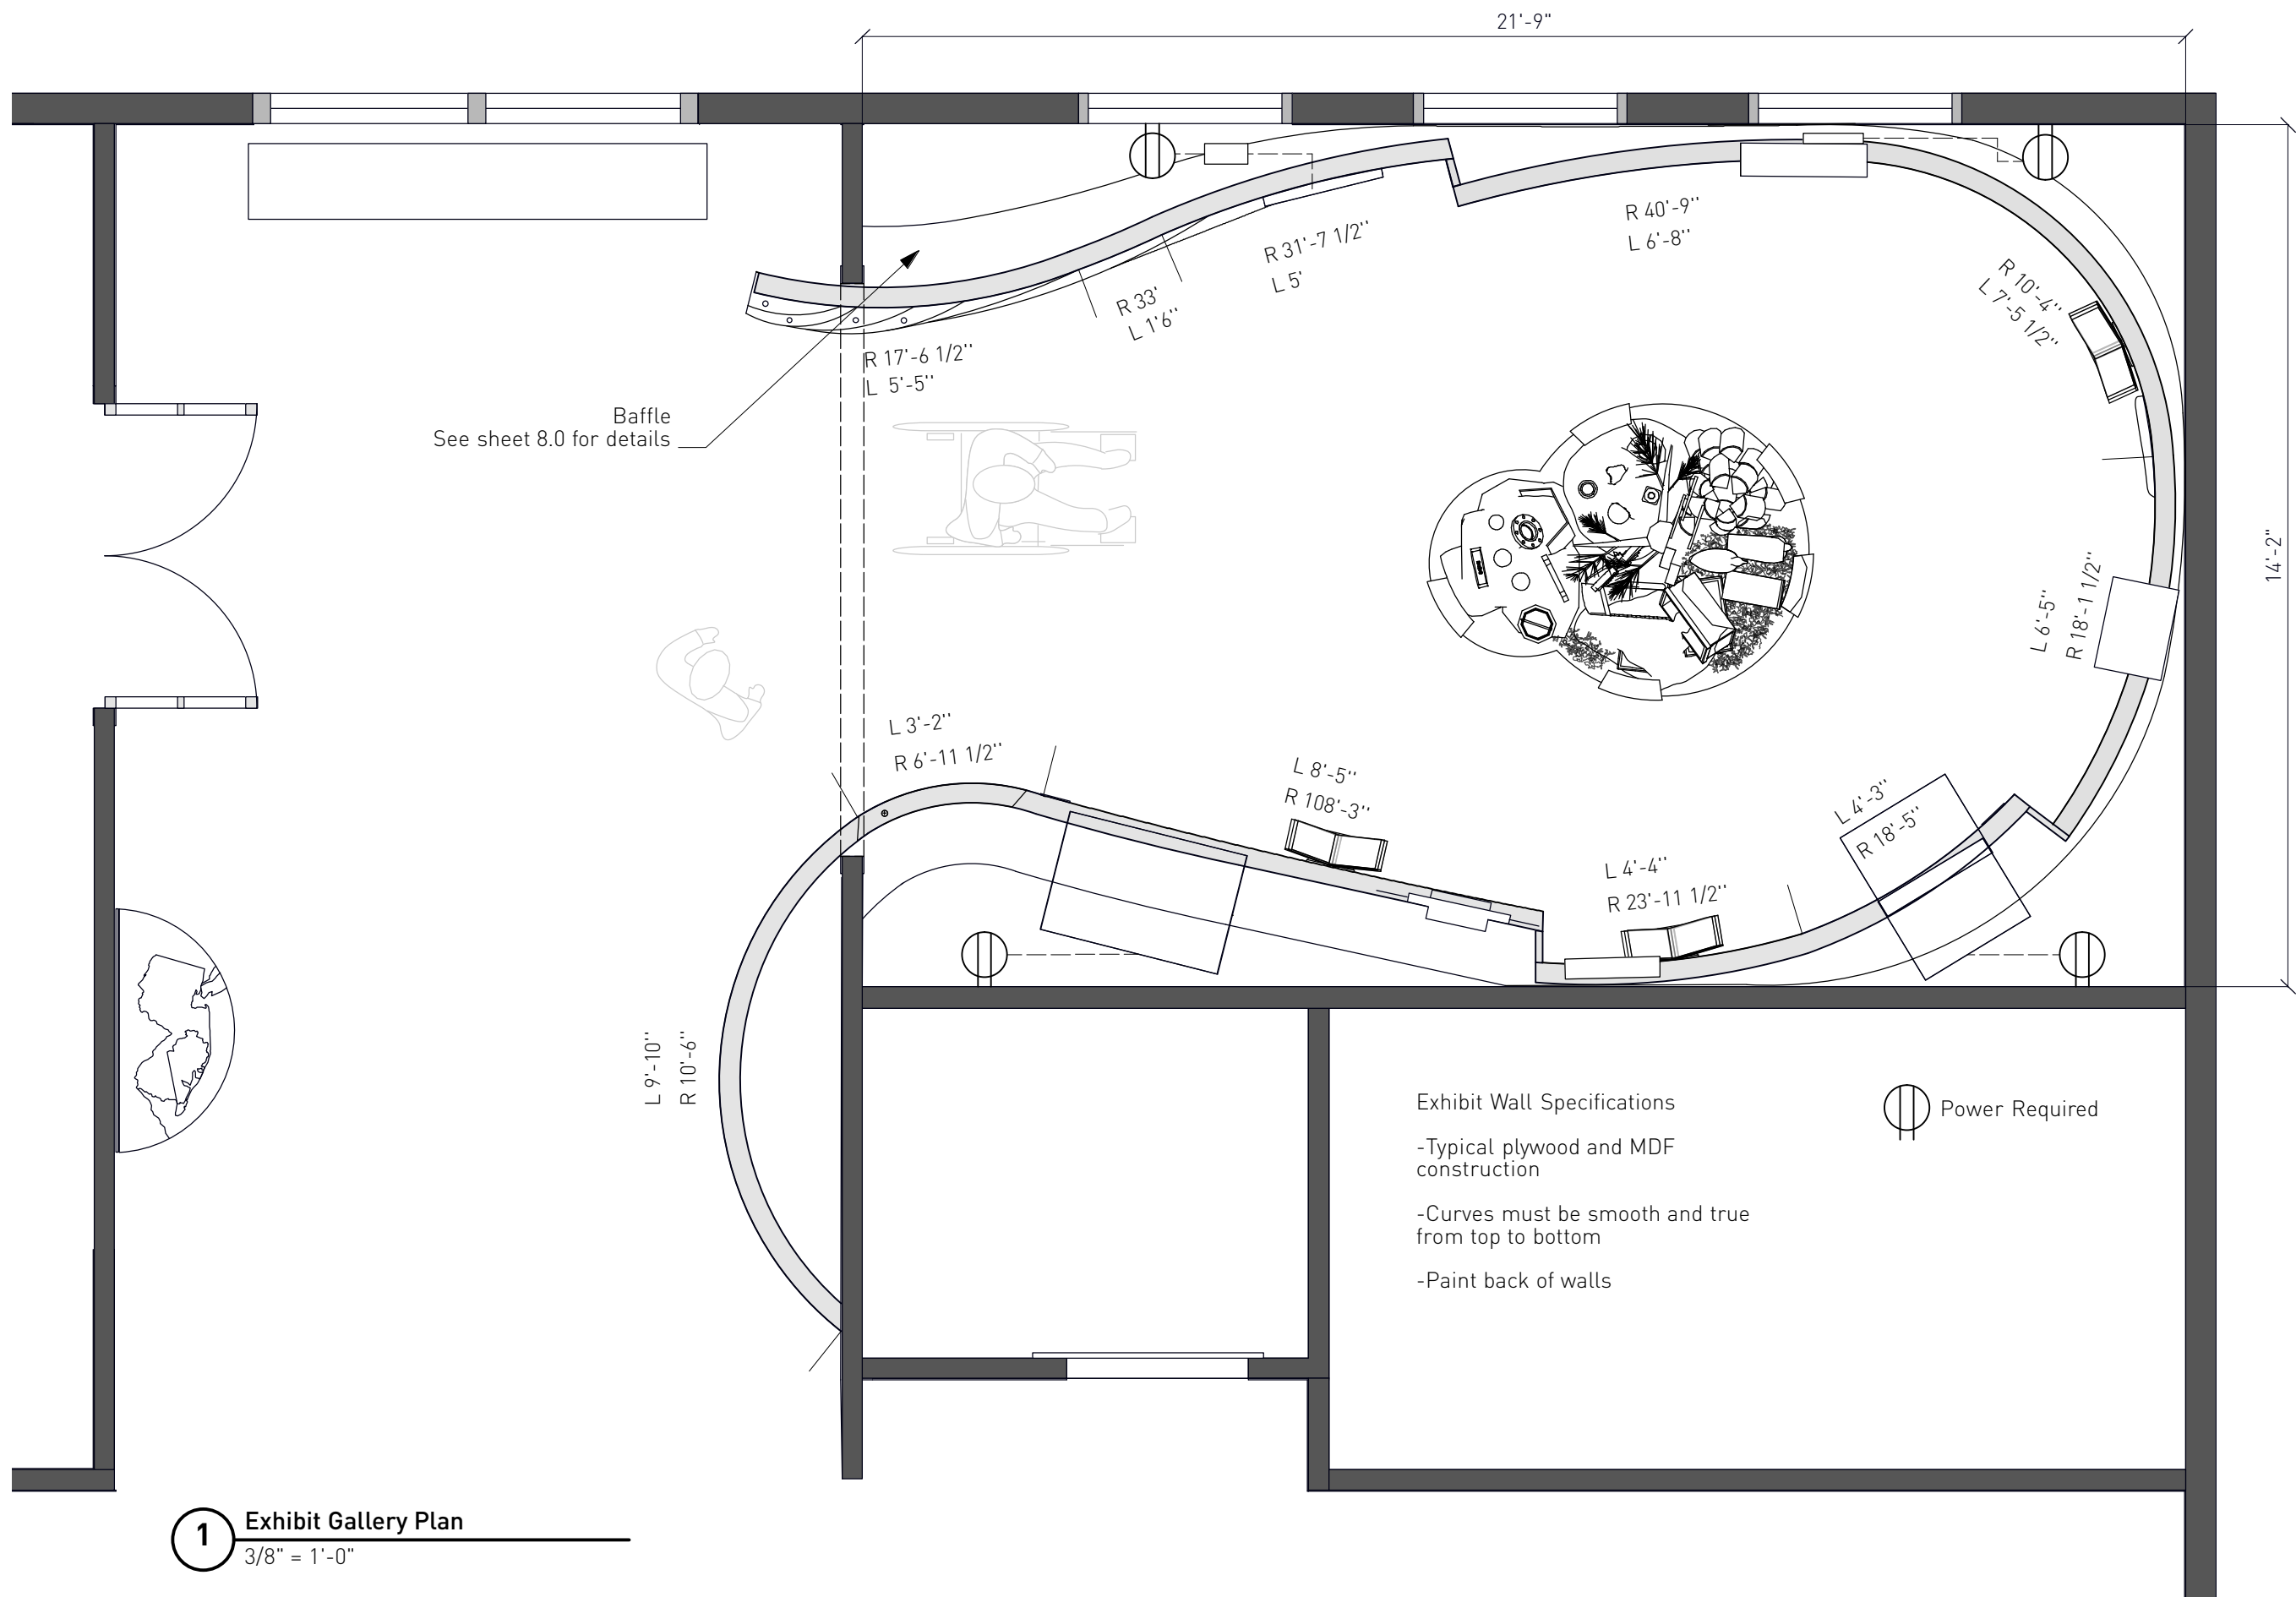 21'-9"
R 40'-9''
L 6'-8''
R 31'-7 1/2''
L 5'
R 33'
L 1'6''
R 10'-4''
L 7'-5 1/2''
R 17'-6 1/2''
L 5'-5''
Baffle
See sheet 8.0 for details
14'-2"
L 6'-5''
R 18'-1 1/2''
L 3'-2''
R 6'-11 1/2''
L 8'-5''
R 108'-3''
L 4'-3''
R 18'-5''
L 4'-4''
R 23'-11 1/2''
L 9'-10''
R 10'-6''
Exhibit Wall Specifications
-Typical plywood and MDF
construction
-Curves must be smooth and true
from top to bottom
-Paint back of walls
Power Required
1
Exhibit Gallery Plan
3/8" = 1'-0"